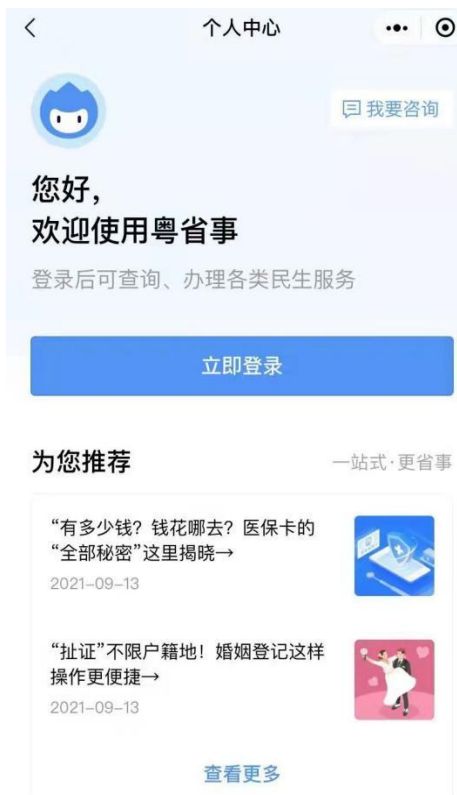 个人中心
我要咨询
您好，
欢迎使用粤省事
登录后可查询、办理各类民生服务
立即登录
为您推荐
一站式·更省事
“有多少钱？钱花哪去？医保卡的
“全部秘密”这里揭晓→
2021-09-13
“扯证”不限户籍地！婚姻登记这样
操作更便捷→
2021-09-13
查看更多